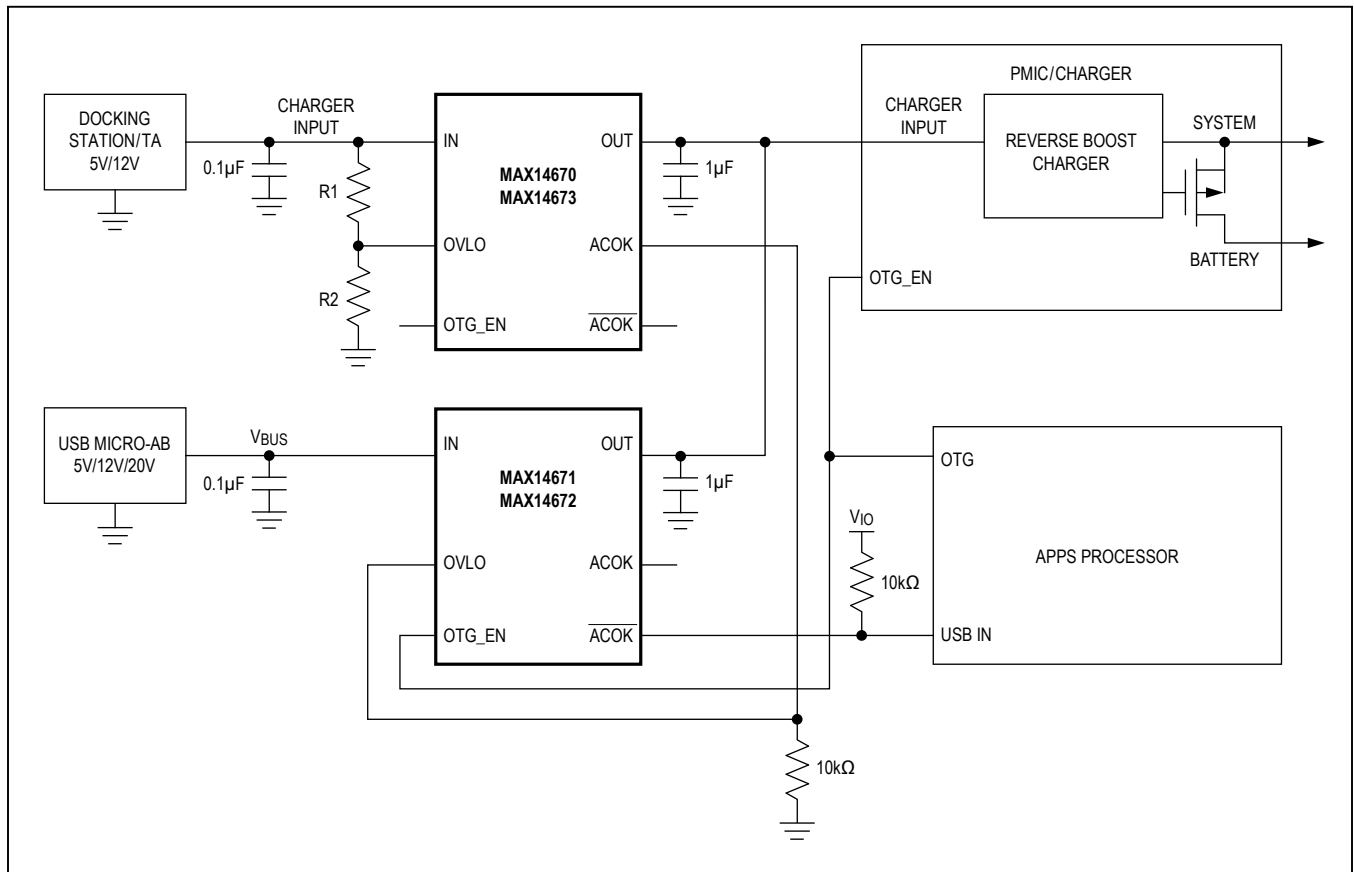 PMIC/CHARGER
DOCKING
STATION/TA
5V/12V
CHARGER
INPUT
0.1µF
R1
R2
IN
OUT
MAX14670
MAX14673
OVLO
ACOK
OTG_EN
ACOK
1µF
CHARGER
INPUT
REVERSE BOOST
CHARGER
SYSTEM
BATTERY
OTG_EN
USB MICRO-AB
5V/12V/20V
VBUS
0.1µF
IN
OUT
MAX14671
MAX14672
OVLO
ACOK
OTG_EN
ACOK
1µF
VIO
10kΩ
OTG
APPS PROCESSOR
USB IN
10kΩ